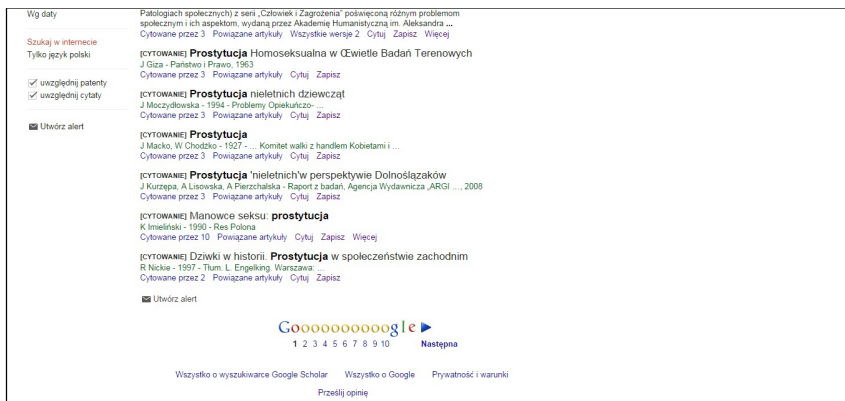 Wg daty
Szukaj w internecie
Tylko język polski
uwzględnij patenty
uwzględnij cytaty
Utwórz alert
Patologiach społecznych) z serii „Człowiek i Zagrożenia” poświęconą różnym problemom
społecznym i ich aspektom, wydaną przez Akademię Humanistyczną im. Aleksandra ...
Cytowane przez 3 Powiązane artykuły Wszystkie wersje 2 Cytuj Zapisz Więcej
[CYTOWANIE] Prostytucja Homoseksualna w Œwietle Badań Terenowych
J Giza - Państwo i Prawo, 1963
Cytowane przez 3 Powiązane artykuły Cytuj Zapisz
[CYTOWANIE] Prostytucja nieletnich dziewcząt
J Moczydłowska - 1994 - Problemy Opiekuńczo- ...
Cytowane przez 3 Powiązane artykuły Cytuj Zapisz
[CYTOWANIE] Prostytucja
J Macko, W Chodźko - 1927 - ... Komitet walki z handlem Kobietami i ...
Cytowane przez 3 Powiązane artykuły Cytuj Zapisz
[CYTOWANIE] Prostytucja 'nieletnich'w perspektywie Dolnoślązaków
J Kurzępa, A Lisowska, A Pierzchalska - Raport z badań, Agencja Wydawnicza „ARGI ..., 2008
Cytowane przez 3 Powiązane artykuły Cytuj Zapisz
[CYTOWANIE] Manowce seksu: prostytucja
K Imieliński - 1990 - Res Polona
Cytowane przez 10 Powiązane artykuły Cytuj Zapisz Więcej
[CYTOWANIE] Dziwki w historii. Prostytucja w społeczeństwie zachodnim
R Nickie - 1997 - Tłum. L. Engelking. Warszawa: ...
Cytowane przez 2 Powiązane artykuły Cytuj Zapisz
Utwórz alert
Goooooooooogle
1 2 3 4 5 6 7 8 9 10 Następna
Wszystko o wyszukiwarce Google Scholar Wszystko o Google Prywatność i warunki
Prześlij opinię